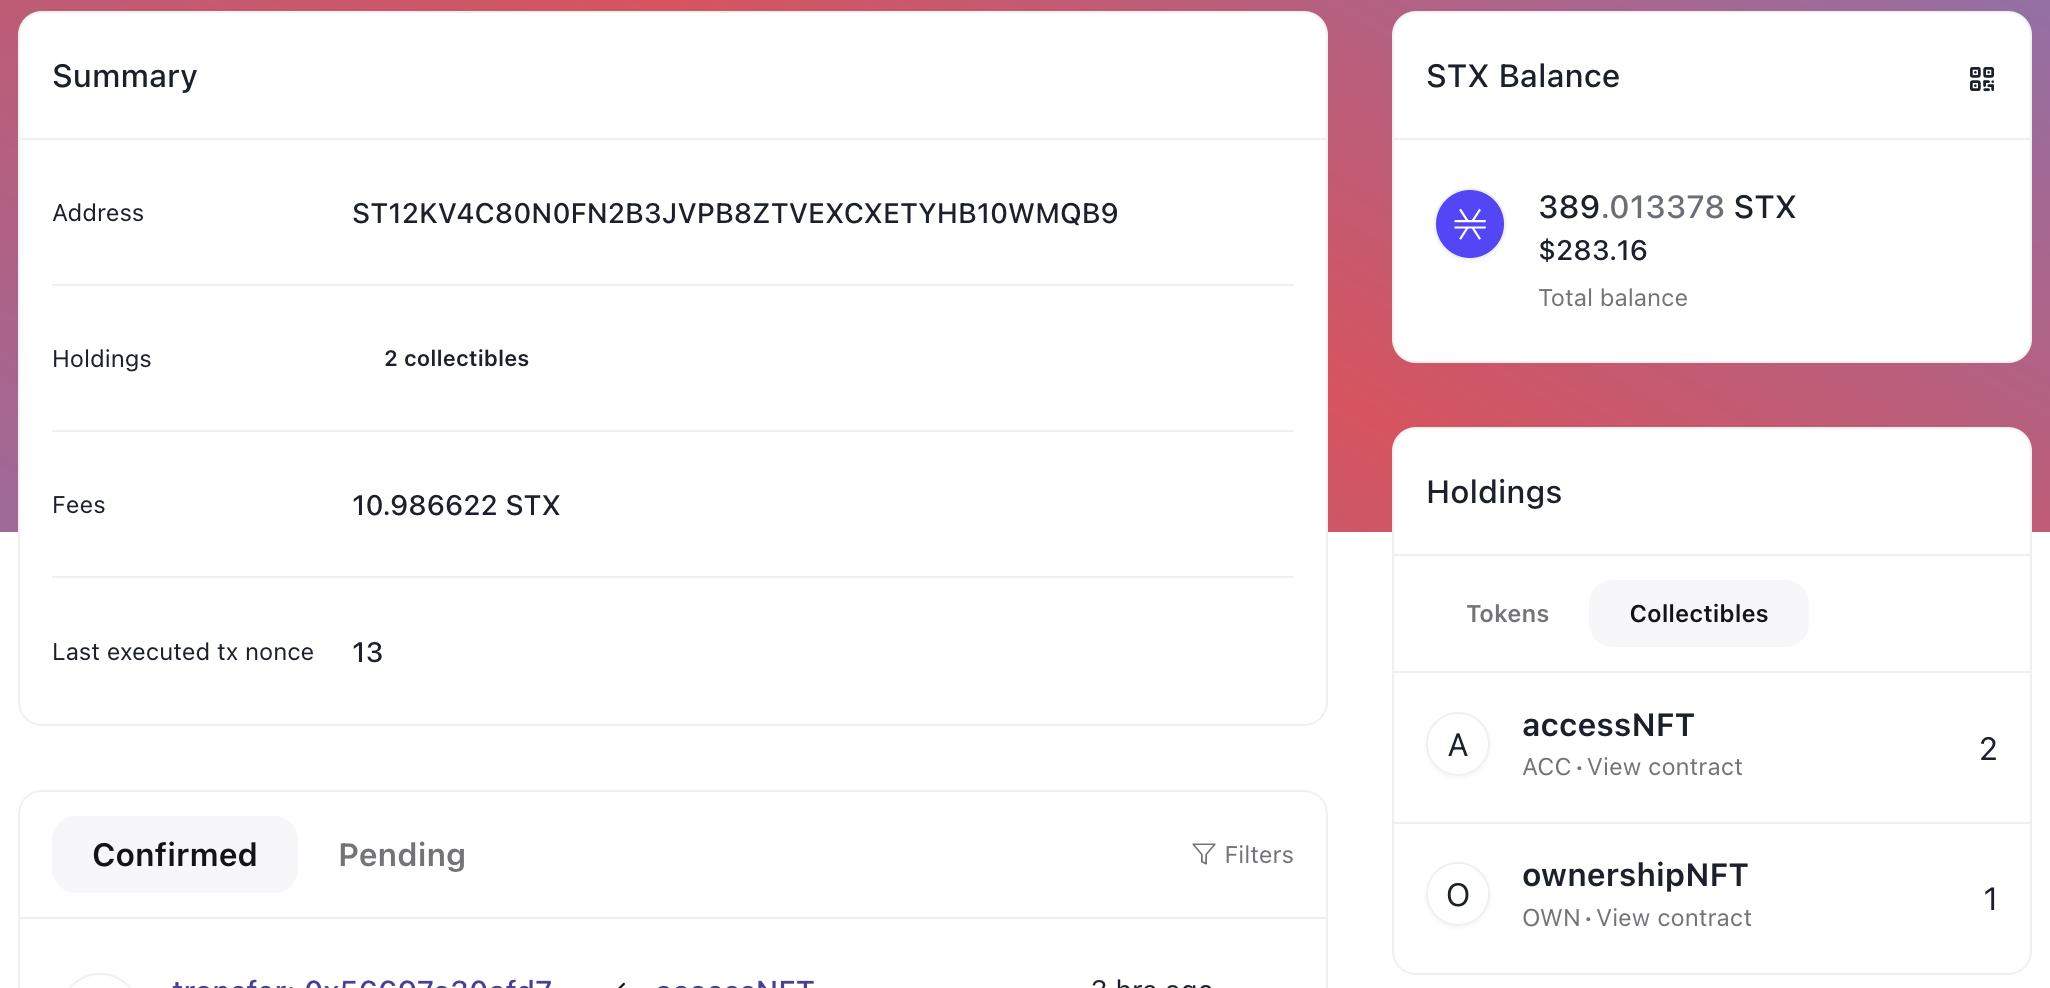 Summary
Address
ST12KV4C80N0FN2B3JVPB8ZTVEXCXETYHB10WMQB9
Holdings
2 collectibles
Fees
10.986622 STX
Last executed tx nonce
13
Confirmed
Pending
Filters
accessNFT
STX Balance
389.013378 STX
$283.16
Total balance
Holdings
Tokens
Collectibles
accessNFT
ACC • View contract
2
ownershipNFT
OWN • View contract
1